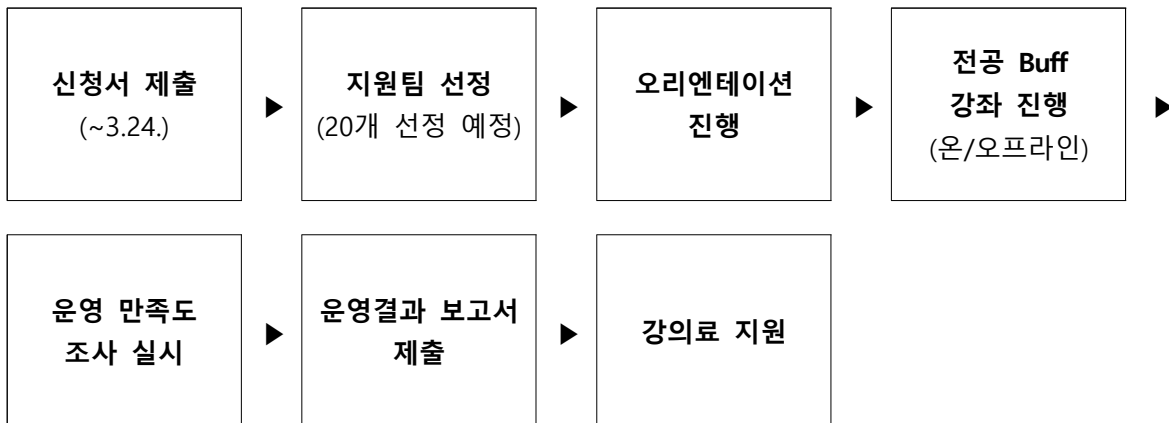 신청서 제출
(~3.24.)
▶
지원팀 선정
(20개 선정 예정)
▶
오리엔테이션
진행
▶
전공 Buff
강좌 진행
(온/오프라인)
▶
운영 만족도
조사 실시
▶
운영결과 보고서
제출
▶
강의료 지원